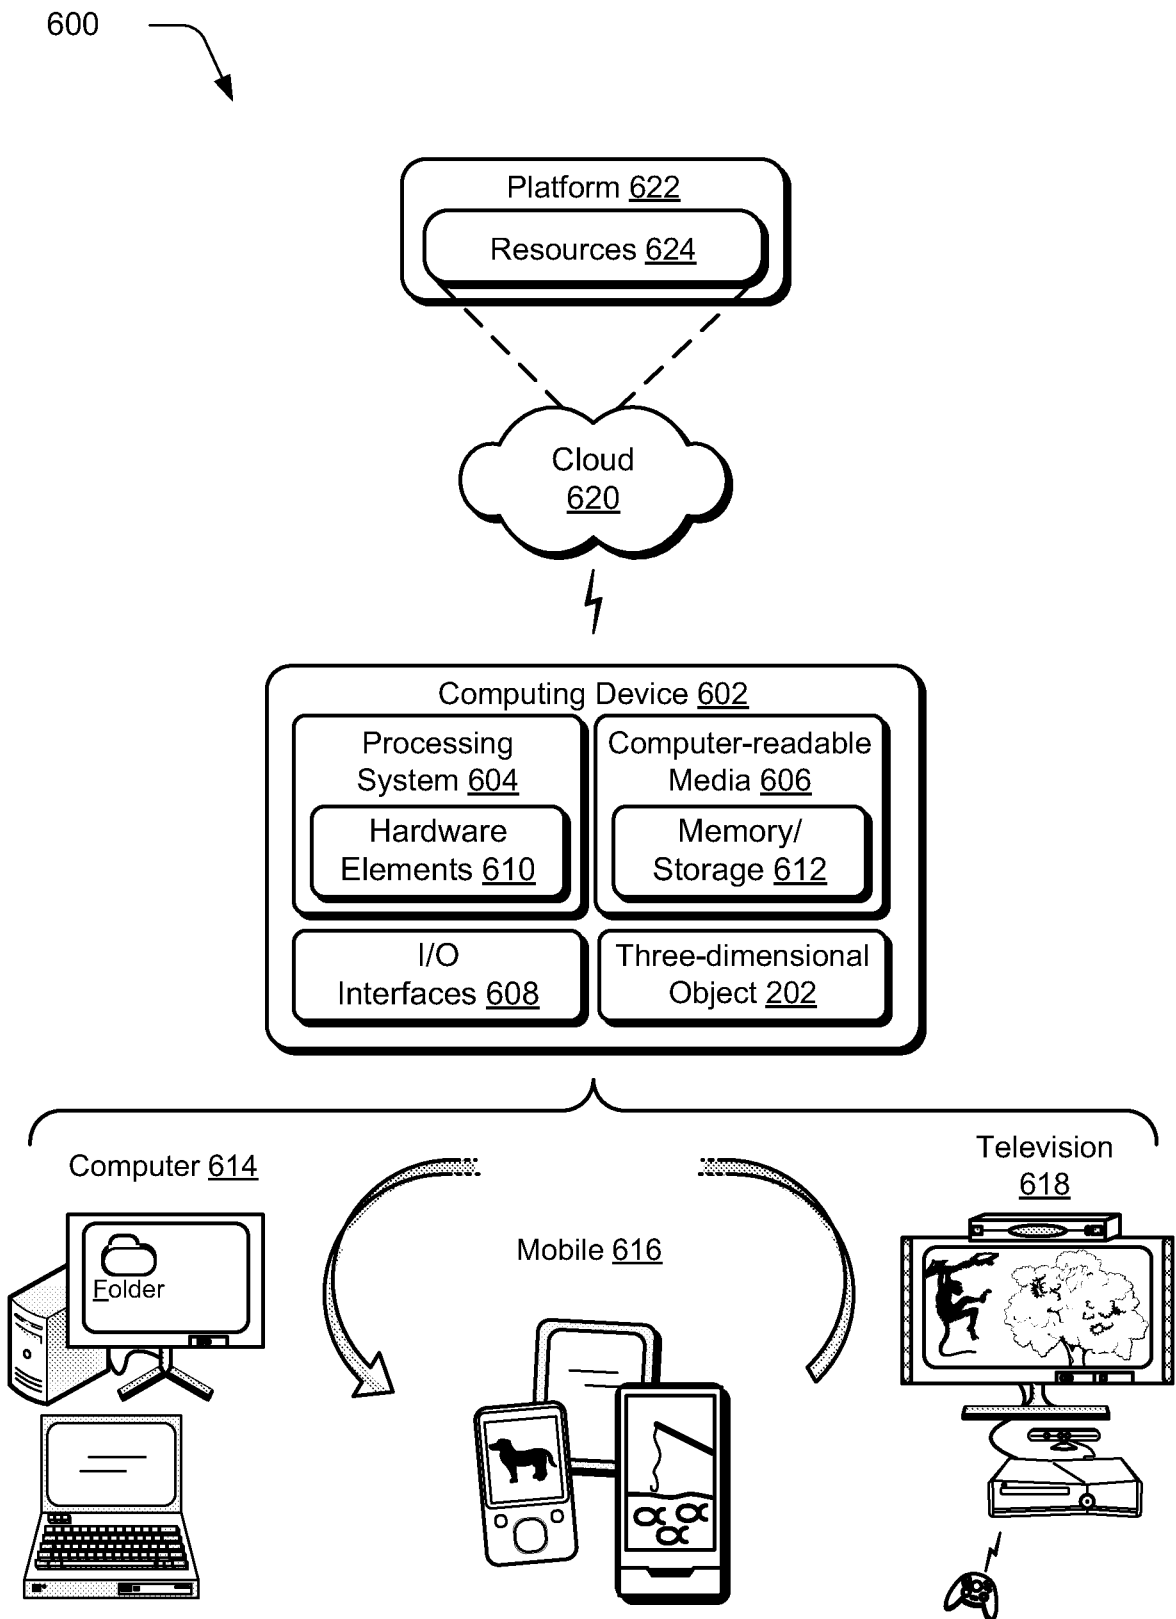 600
Platform 622
Resources 624
Cloud
620
Computing Device 602
Processing
System 604
Hardware
Elements 610
Computer-readable
Media 606
Memory/
Storage 612
I/O
Interfaces 608
Three-dimensional
Object 202
Computer 614
Mobile 616
Television
618
Folder